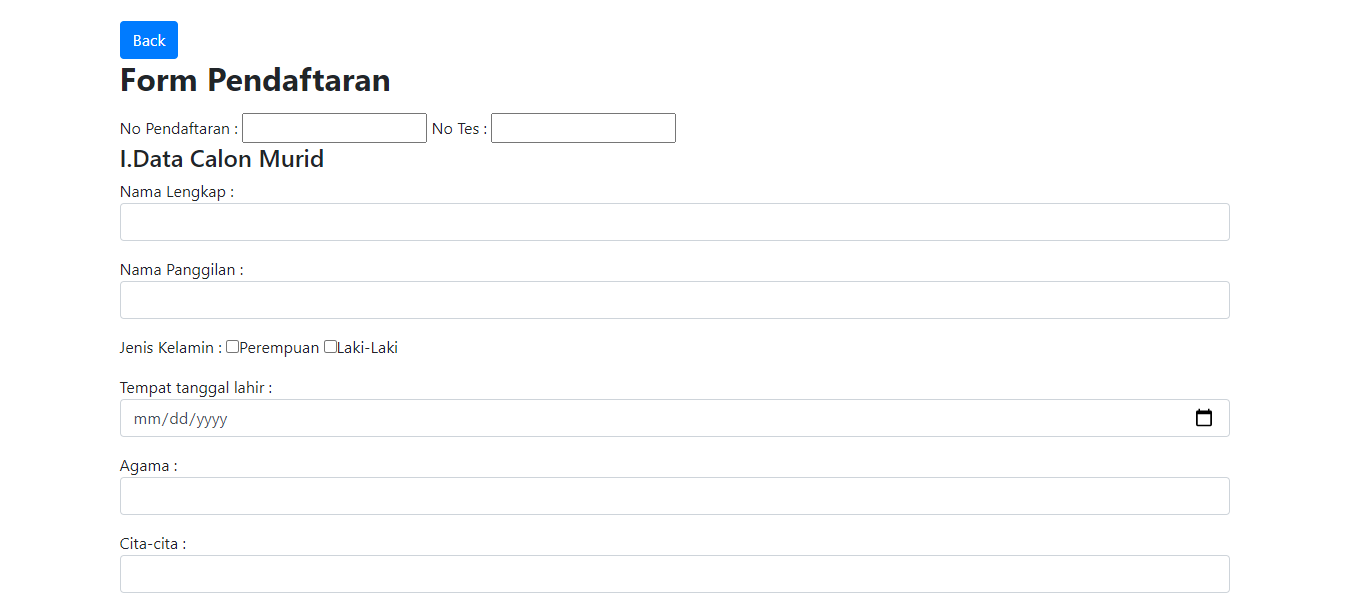 Back
Form Pendaftaran
No Pendaftaran : No Tes :
I.Data Calon Murid
Nama Lengkap :
Nama Panggilan :
Jenis Kelamin : Perempuan Laki-Laki
Tempat tanggal lahir :
mm/dd/yyyy
Agama :
Cita-cita :